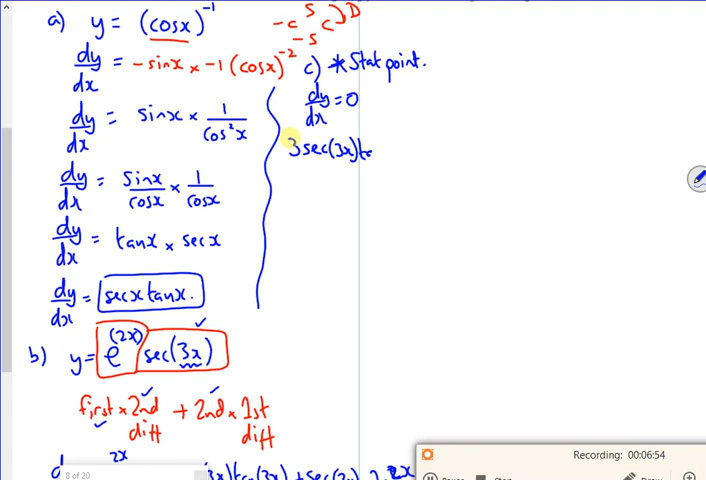 a) y = (cosx)⁻¹
-c S c D
-s
dy/dx = -sinx × -1(cosx)⁻²
dy/dx = sinx × 1/cos²x
dy/dx = sinx/cosx × 1/cosx
dy/dx = tanx × secx
dy/dx = secxtanx.
c) *Stat point.
dy/dx = 0
3sec(3x)ta
b) y = e^(2x) sec(3x)
first × 2nd diff + 2nd × 1st diff
8 of 20
Recording: 00:06:54